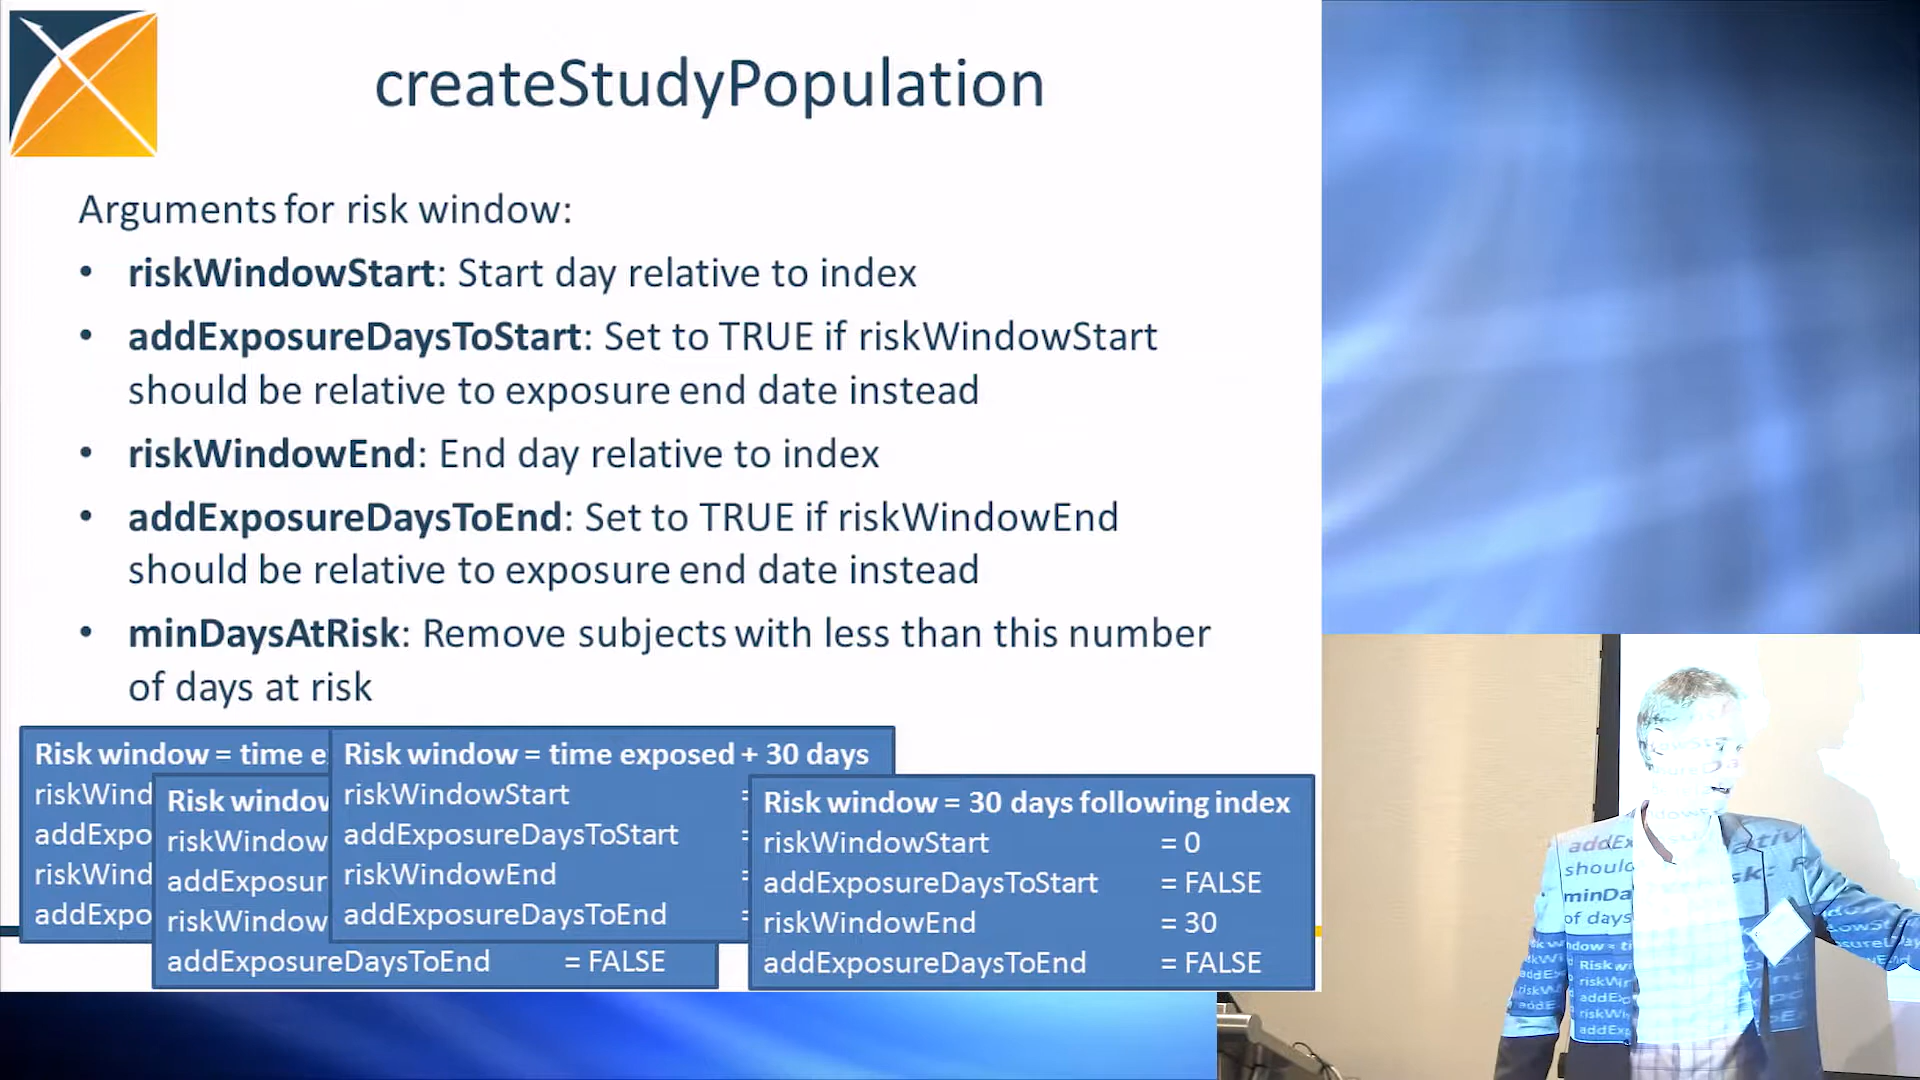 createStudyPopulation
Arguments for risk window:
• riskWindowStart: Start day relative to index
• addExposureDaysToStart: Set to TRUE if riskWindowStart
should be relative to exposure end date instead
• riskWindowEnd: End day relative to index
• addExposureDaysToEnd: Set to TRUE if riskWindowEnd
should be relative to exposure end date instead
• minDaysAtRisk: Remove subjects with less than this number
of days at risk
Risk window = time e
riskWind
addExpo
riskWind
addExpo
Risk window
riskWindow
addExposur
riskWindow
addExposureDaysToEnd = FALSE
Risk window = time exposed + 30 days
riskWindowStart =
addExposureDaysToStart =
riskWindowEnd =
addExposureDaysToEnd =
Risk window = 30 days following index
riskWindowStart = 0
addExposureDaysToStart = FALSE
riskWindowEnd = 30
addExposureDaysToEnd = FALSE